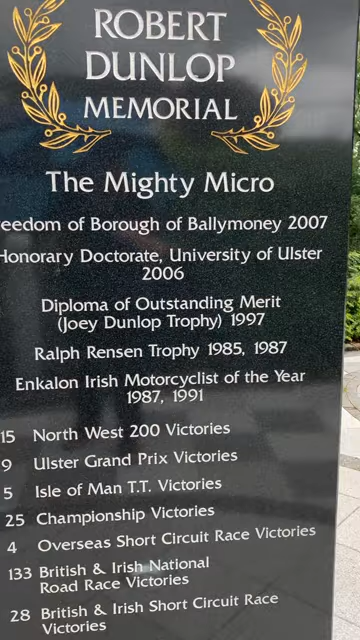 ROBERT
DUNLOP
MEMORIAL
The Mighty Micro
eedom of Borough of Ballymoney 2007
Honorary Doctorate, University of Ulster
2006
Diploma of Outstanding Merit
(Joey Dunlop Trophy) 1997
Ralph Rensen Trophy 1985, 1987
Enkalon Irish Motorcyclist of the Year
1987, 1991
15 North West 200 Victories
9 Ulster Grand Prix Victories
5 Isle of Man T.T. Victories
25 Championship Victories
4 Overseas Short Circuit Race Victories
133 British & Irish National
Road Race Victories
28 British & Irish Short Circuit Race
Victories